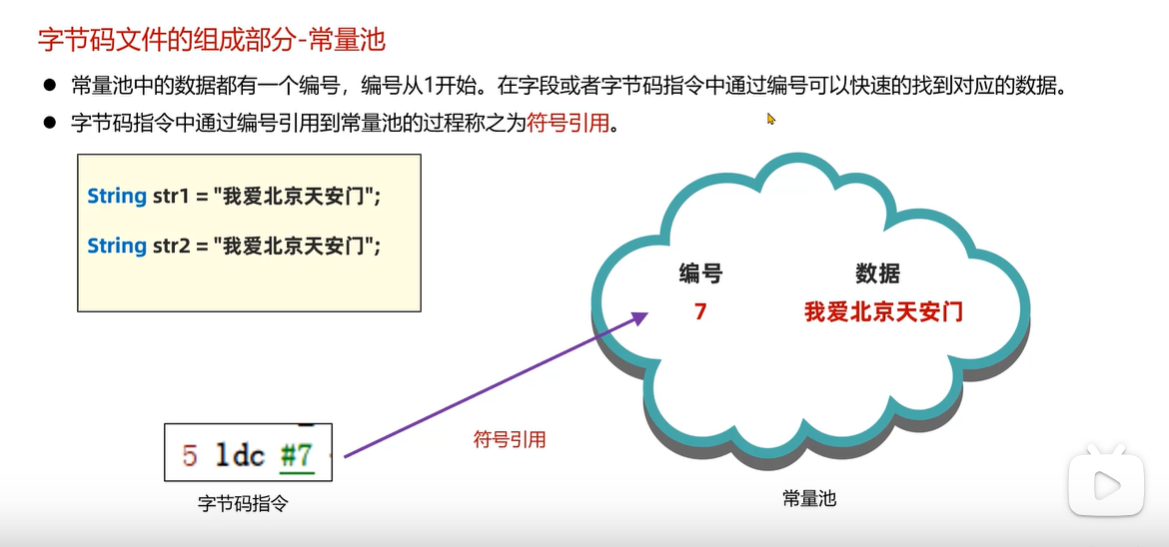 字节码文件的组成部分-常量池
● 常量池中的数据都有一个编号，编号从1开始。在字段或者字节码指令中通过编号可以快速的找到对应的数据。
● 字节码指令中通过编号引用到常量池的过程称之为符号引用。
String str1 = "我爱北京天安门";
String str2 = "我爱北京天安门";
编号 数据
7 我爱北京天安门
5 ldc #7
符号引用
字节码指令
常量池